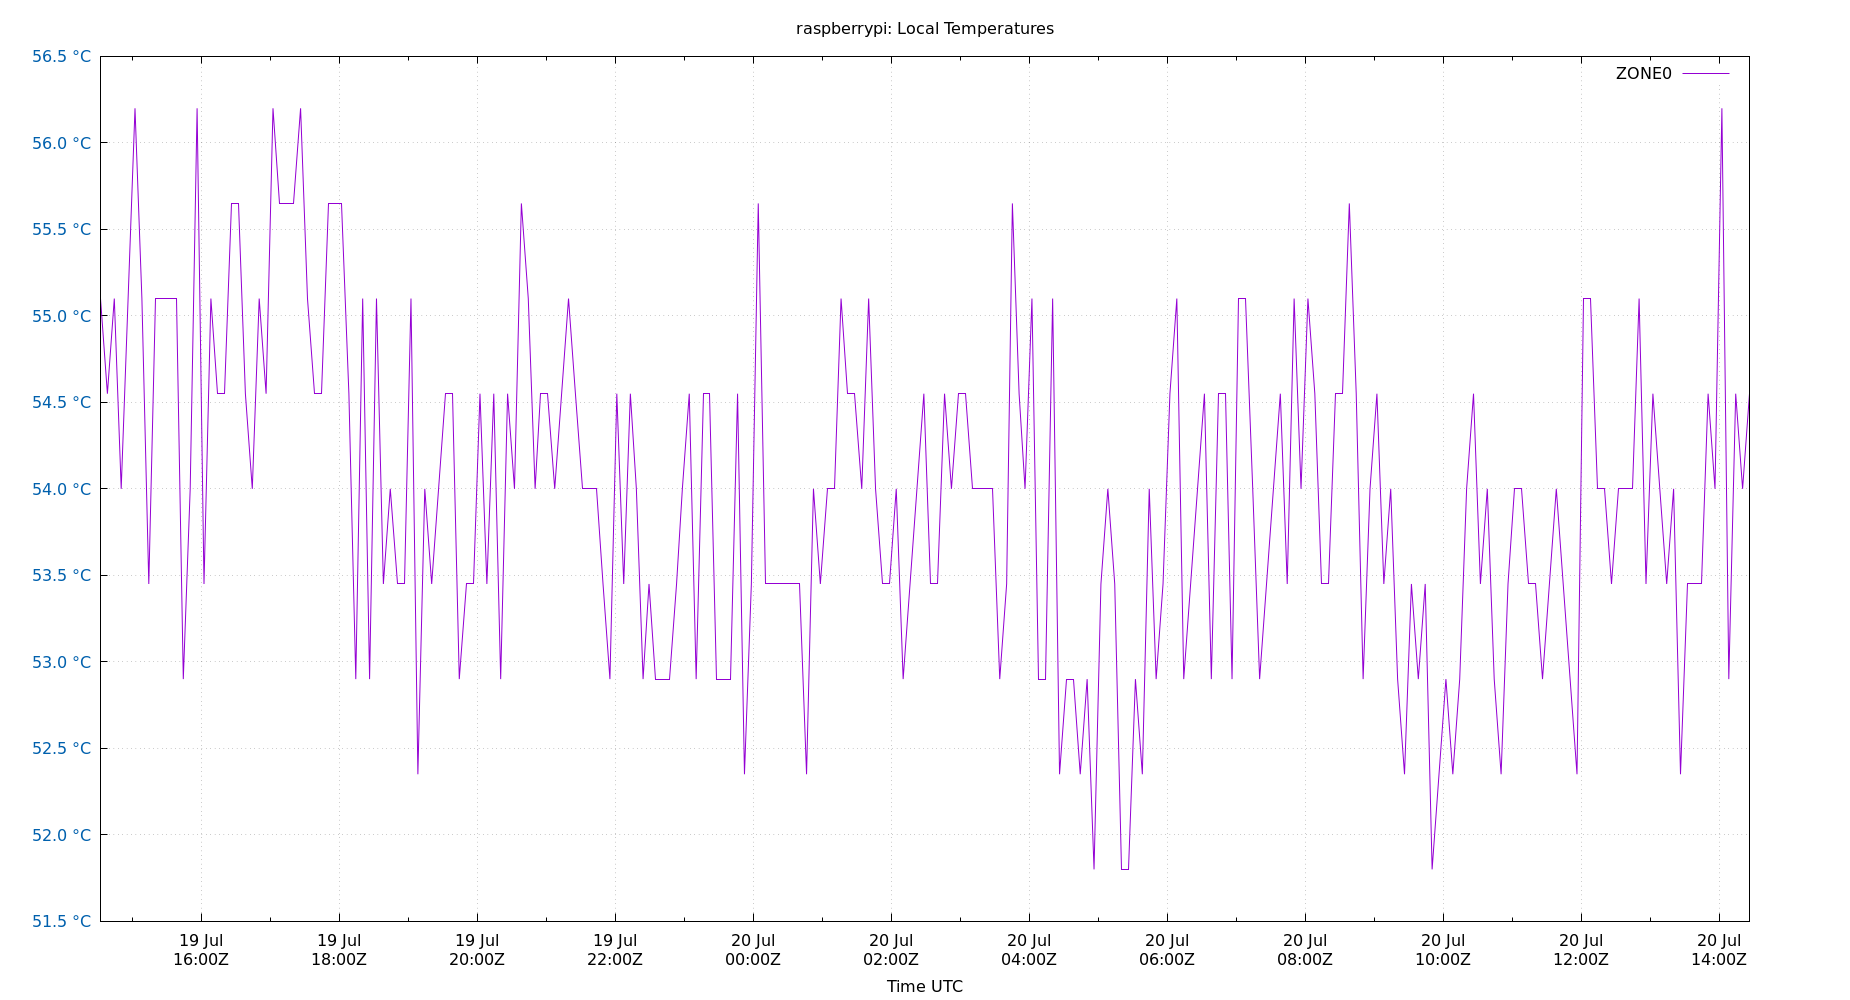 raspberrypi: Local Temperatures
ZONE0
56.5 °C
56.0 °C
55.5 °C
55.0 °C
54.5 °C
54.0 °C
53.5 °C
53.0 °C
52.5 °C
52.0 °C
51.5 °C
19 Jul 19 Jul 19 Jul 19 Jul 20 Jul 20 Jul 20 Jul 20 Jul 20 Jul 20 Jul 20 Jul 20 Jul
16:00Z 18:00Z 20:00Z 22:00Z 00:00Z 02:00Z 04:00Z 06:00Z 08:00Z 10:00Z 12:00Z 14:00Z
Time UTC